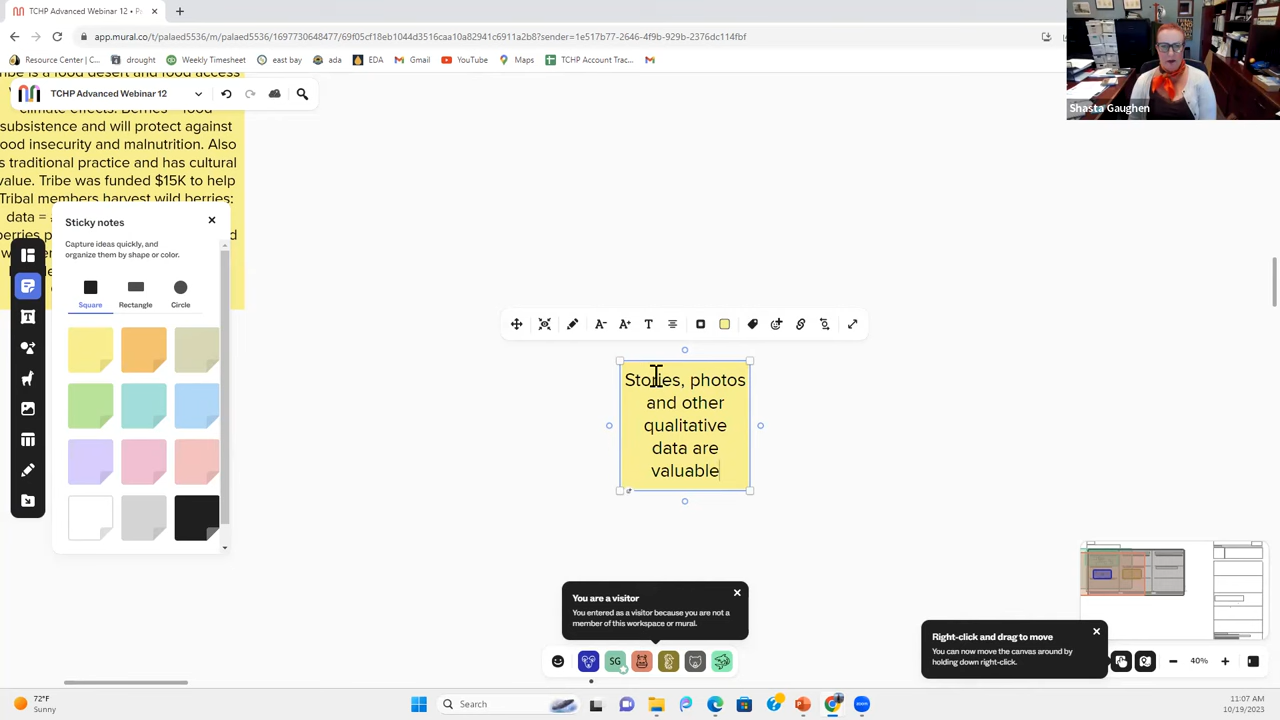 TCHP Advanced Webinar 12 • P
app.mural.co/t/palaed5536/m/palaed5536/1697730648477/69f05cf18eb104d3516caa10d8821c6911a2b8?sender=1e517b77-2646-4f9b-929b-2376dc114fbf
Resource Center | C...
drought
Weekly Timesheet
east bay
ada
EDA
Gmail
YouTube
Maps
TCHP Account Trac...
Shasta Gaughen
ribe is a food desert and food access
TCHP Advanced Webinar 12
climate effects. Berries = food
subsistence and will protect against
ood insecurity and malnutrition. Also
s traditional practice and has cultural
value. Tribe was funded $15K to help
Tribal members harvest wild berries;
data =
berries p
d
w
Sticky notes
Capture ideas quickly, and
organize them by shape or color.
Square
Rectangle
Circle
A-
A+
T
Stories, photos
and other
qualitative
data are
valuable
You are a visitor
You entered as a visitor because you are not a
member of this workspace or mural.
SG
Right-click and drag to move
You can now move the canvas around by
holding down right-click.
40%
72°F
Sunny
Search
zoom
11:07 AM
10/19/2023